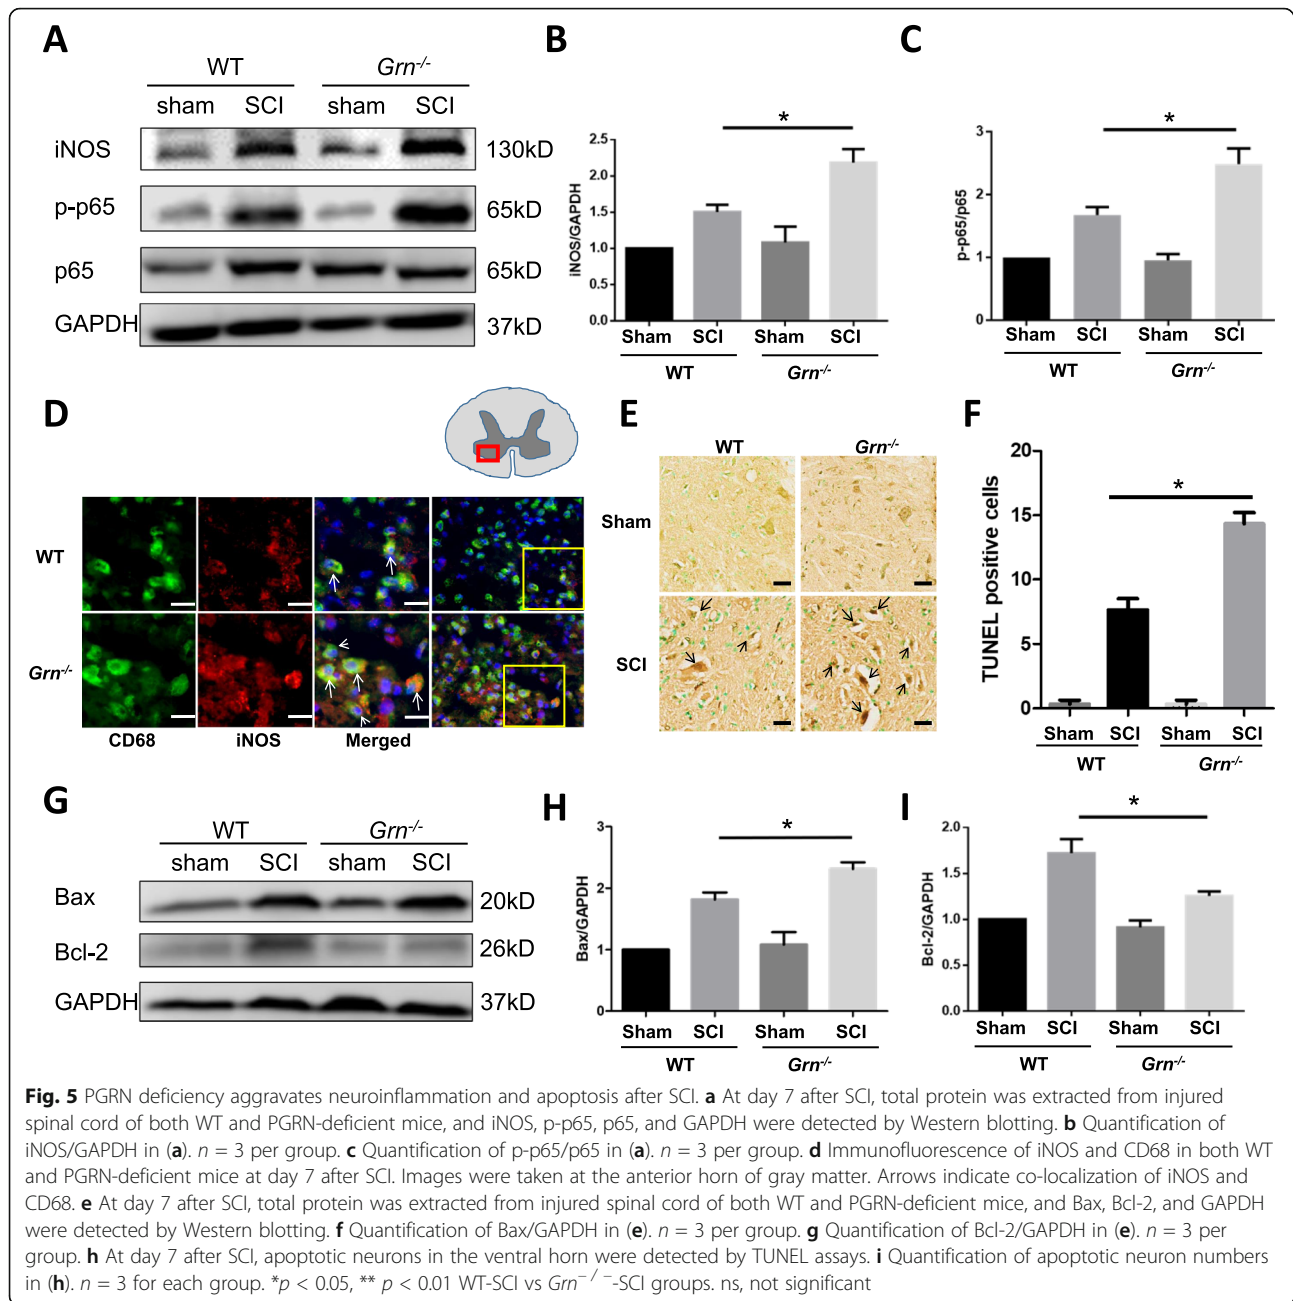 A
WT
Grn-/-
sham SCI sham SCI
iNOS 130kD
p-p65 65kD
p65 65kD
GAPDH 37kD
B
*
iNOS/GAPDH
2.5
2.0
1.5
1.0
0.5
0.0
Sham SCI Sham SCI
WT Grn-/-
C
*
p-p65/p65
3
2
1
0
Sham SCI Sham SCI
WT Grn-/-
D
WT
Grn-/-
CD68 iNOS Merged
E
WT Grn-/-
Sham
SCI
F
*
TUNEL positive cells
20
15
10
5
0
Sham SCI Sham SCI
WT Grn-/-
G
WT Grn-/-
sham SCI sham SCI
Bax 20kD
Bcl-2 26kD
GAPDH 37kD
H
*
Bax/GAPDH
3
2
1
0
Sham SCI Sham SCI
WT Grn-/-
I
*
Bcl-2/GAPDH
2.0
1.5
1.0
0.5
0.0
Sham SCI Sham SCI
WT Grn-/-
Fig. 5 PGRN deficiency aggravates neuroinflammation and apoptosis after SCI. a At day 7 after SCI, total protein was extracted from injured
spinal cord of both WT and PGRN-deficient mice, and iNOS, p-p65, p65, and GAPDH were detected by Western blotting. b Quantification of
iNOS/GAPDH in (a). n = 3 per group. c Quantification of p-p65/p65 in (a). n = 3 per group. d Immunofluorescence of iNOS and CD68 in both WT
and PGRN-deficient mice at day 7 after SCI. Images were taken at the anterior horn of gray matter. Arrows indicate co-localization of iNOS and
CD68. e At day 7 after SCI, total protein was extracted from injured spinal cord of both WT and PGRN-deficient mice, and Bax, Bcl-2, and GAPDH
were detected by Western blotting. f Quantification of Bax/GAPDH in (e). n = 3 per group. g Quantification of Bcl-2/GAPDH in (e). n = 3 per
group. h At day 7 after SCI, apoptotic neurons in the ventral horn were detected by TUNEL assays. i Quantification of apoptotic neuron numbers
in (h). n = 3 for each group. *p < 0.05, ** p < 0.01 WT-SCI vs Grn− / −-SCI groups. ns, not significant